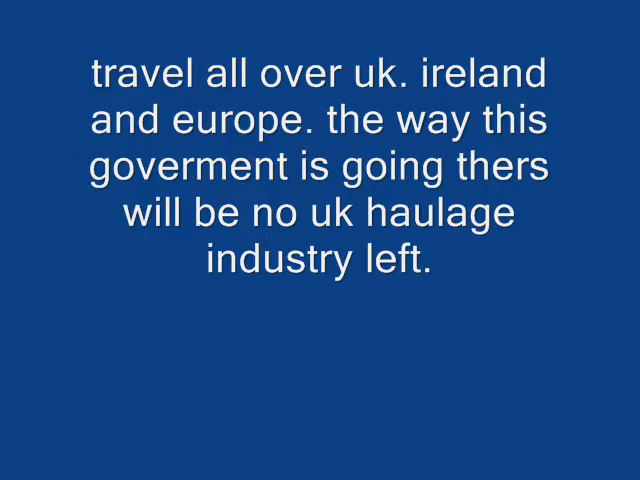 travel all over uk. ireland
and europe. the way this
goverment is going thers
will be no uk haulage
industry left.